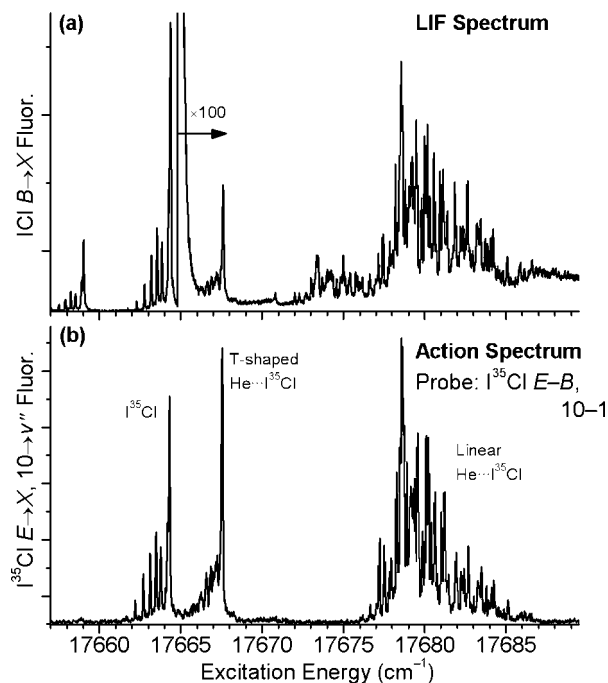 (a)
LIF Spectrum
×100
ICl B→X Fluor.
(b)
Action Spectrum
Probe: I³⁵Cl E–B,
10–1
T-shaped
He···I³⁵Cl
I³⁵Cl
Linear
He···I³⁵Cl
I³⁵Cl E→X, 10→v″ Fluor.
17660 17665 17670 17675 17680 17685
Excitation Energy (cm⁻¹)